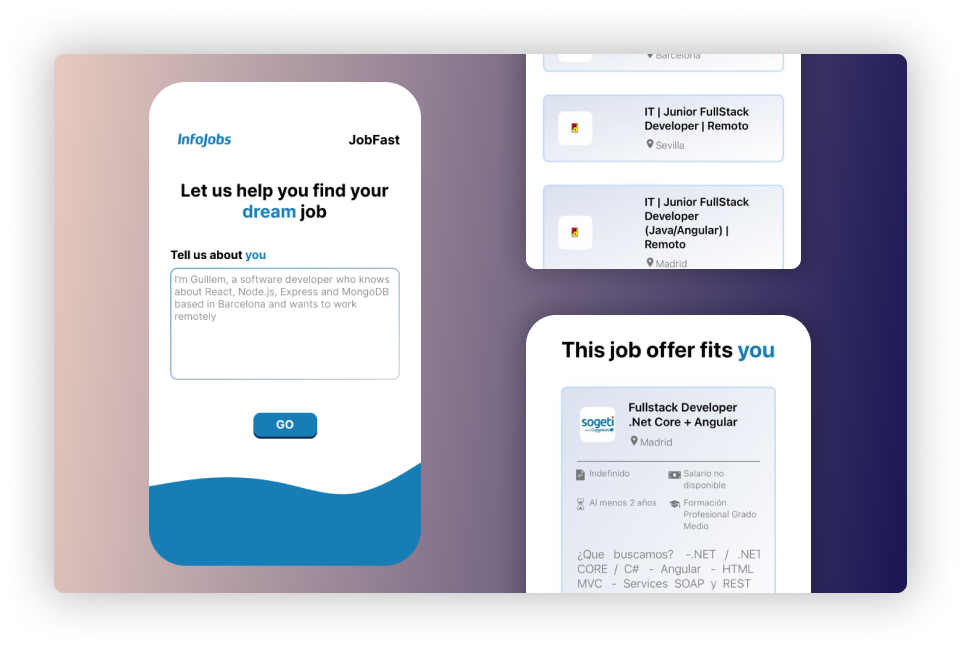 InfoJobs
JobFast
Let us help you find your
dream job
Tell us about you
I'm Guillem, a software developer who knows
about React, Node.js, Express and MongoDB
based in Barcelona and wants to work
remotely
GO
Barcelona
IT | Junior FullStack
Developer | Remoto
Sevilla
IT | Junior FullStack
Developer
(Java/Angular) |
Remoto
Madrid
This job offer fits you
sogeti
Fullstack Developer
.Net Core + Angular
Madrid
Indefinido
Salario no
disponible
Al menos 2 años
Formación
Profesional Grado
Medio
¿Que buscamos? -.NET / .NET
CORE / C# - Angular - HTML
MVC - Services SOAP y REST